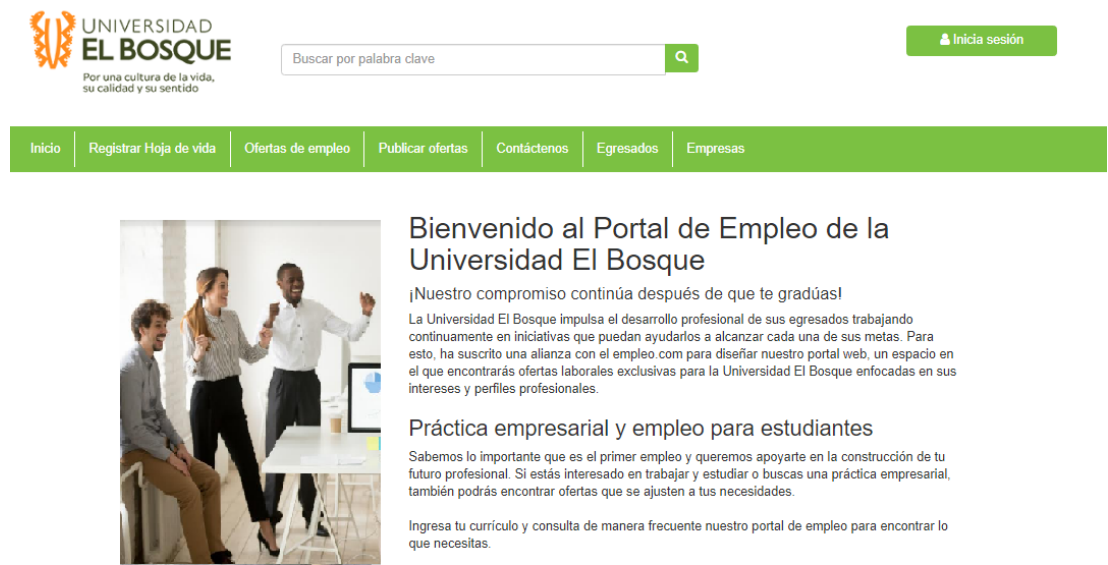 UNIVERSIDAD
EL BOSQUE
Por una cultura de la vida,
su calidad y su sentido
Buscar por palabra clave
Inicia sesión
Inicio Registrar Hoja de vida Ofertas de empleo Publicar ofertas Contáctenos Egresados Empresas
Bienvenido al Portal de Empleo de la
Universidad El Bosque
¡Nuestro compromiso continúa después de que te gradúas!
La Universidad El Bosque impulsa el desarrollo profesional de sus egresados trabajando
continuamente en iniciativas que puedan ayudarlos a alcanzar cada una de sus metas. Para
esto, ha suscrito una alianza con el empleo.com para diseñar nuestro portal web, un espacio en
el que encontrarás ofertas laborales exclusivas para la Universidad El Bosque enfocadas en sus
intereses y perfiles profesionales.
Práctica empresarial y empleo para estudiantes
Sabemos lo importante que es el primer empleo y queremos apoyarte en la construcción de tu
futuro profesional. Si estás interesado en trabajar y estudiar o buscas una práctica empresarial,
también podrás encontrar ofertas que se ajusten a tus necesidades.
Ingresa tu currículo y consulta de manera frecuente nuestro portal de empleo para encontrar lo
que necesitas.